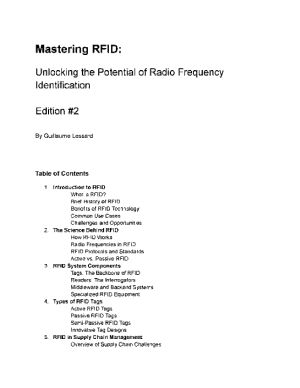 Mastering RFID:
Unlocking the Potential of Radio Frequency
Identification
Edition #2
By Guillaume Lessard
Table of Contents
1. Introduction to RFID
What is RFID?
Brief History of RFID
Benefits of RFID Technology
Common Use Cases
Challenges and Opportunities
2. The Science Behind RFID
How RFID Works
Radio Frequencies in RFID
RFID Protocols and Standards
Active vs. Passive RFID
3. RFID System Components
Tags: The Backbone of RFID
Readers: The Interrogators
Middleware and Backend Systems
Specialized RFID Equipment
4. Types of RFID Tags
Active RFID Tags
Passive RFID Tags
Semi-Passive RFID Tags
Innovative Tag Designs
5. RFID in Supply Chain Management
Overview of Supply Chain Challenges